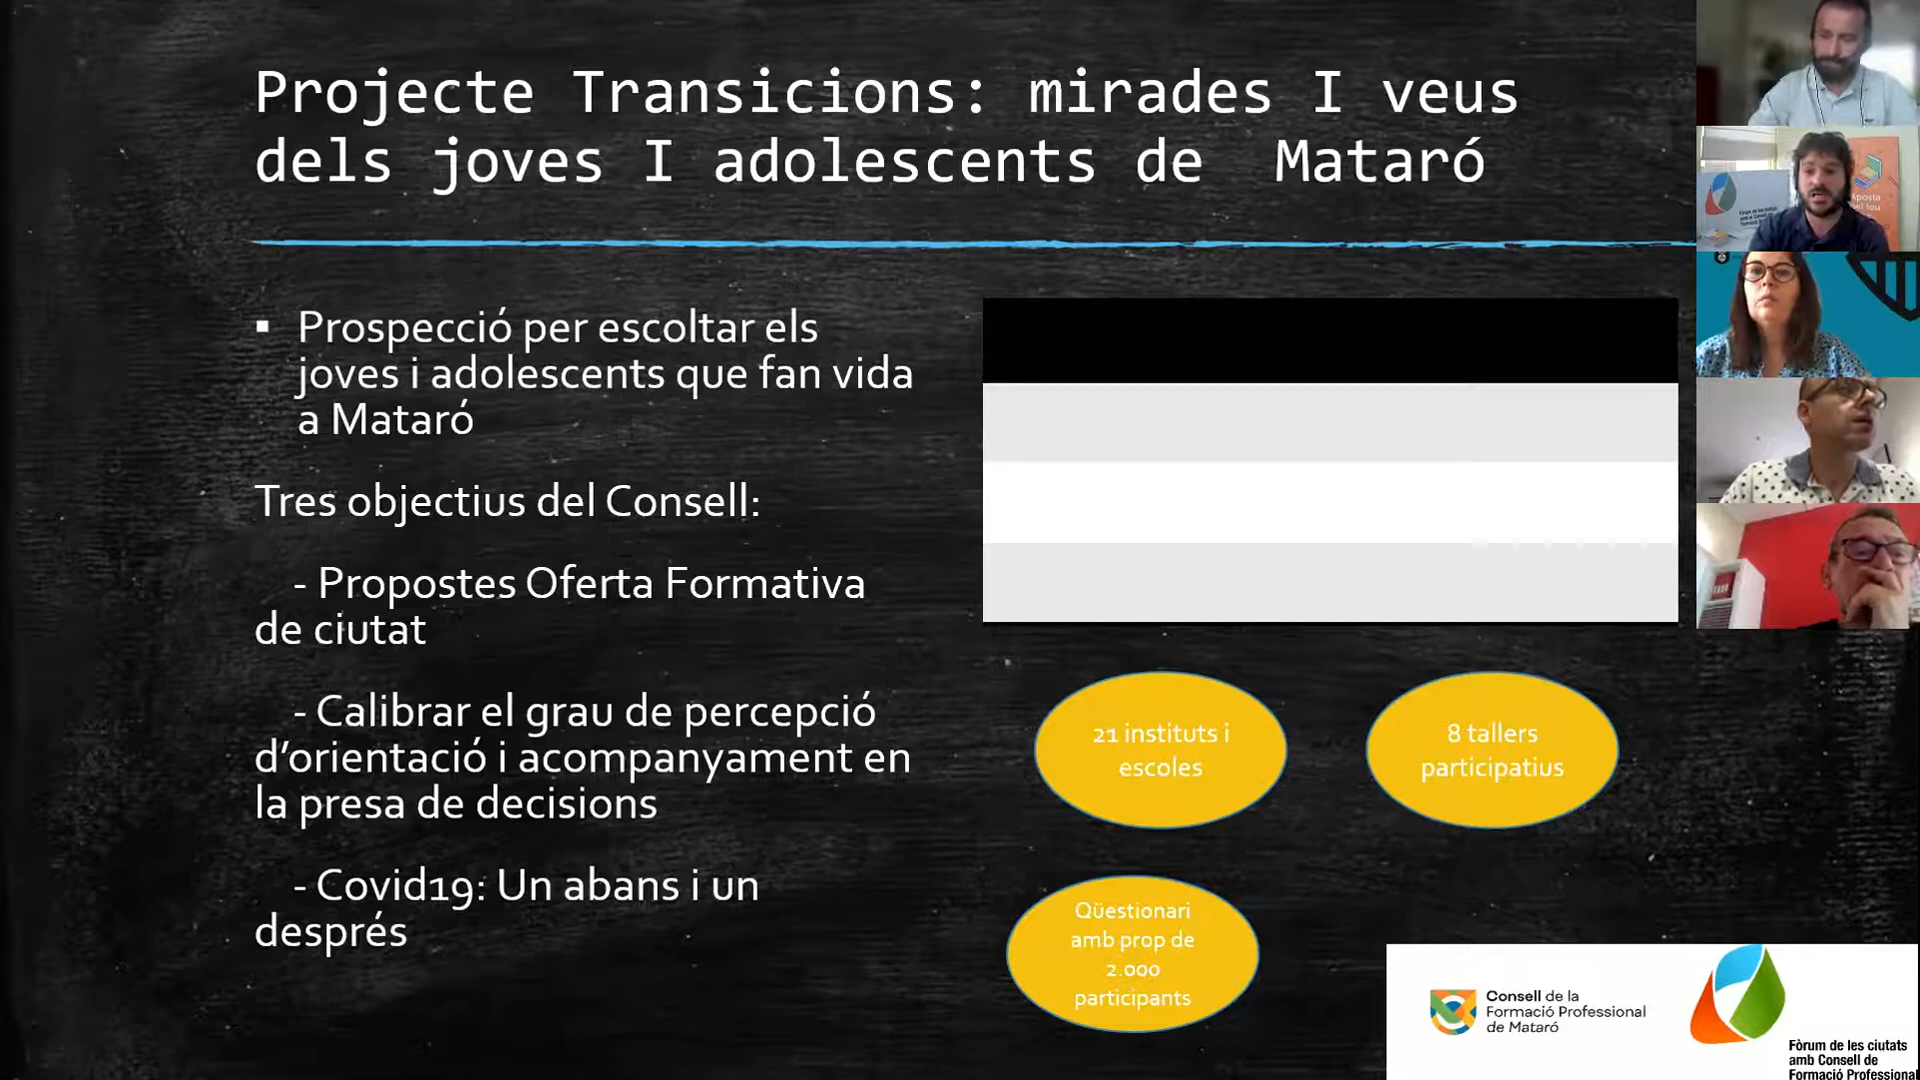 Projecte Transicions: mirades I veus
dels joves I adolescents de Mataró
▪ Prospecció per escoltar els
joves i adolescents que fan vida
a Mataró
Tres objectius del Consell:
- Propostes Oferta Formativa
de ciutat
- Calibrar el grau de percepció
d’orientació i acompanyament en
la presa de decisions
- Covid19: Un abans i un
després
21 instituts i
escoles
8 tallers
participatius
Qüestionari
amb prop de
2.000
participants
Consell de la
Formació Professional
de Mataró
Fòrum de les ciutats
amb Consell de
Formació Professional
Aposta
pel teu